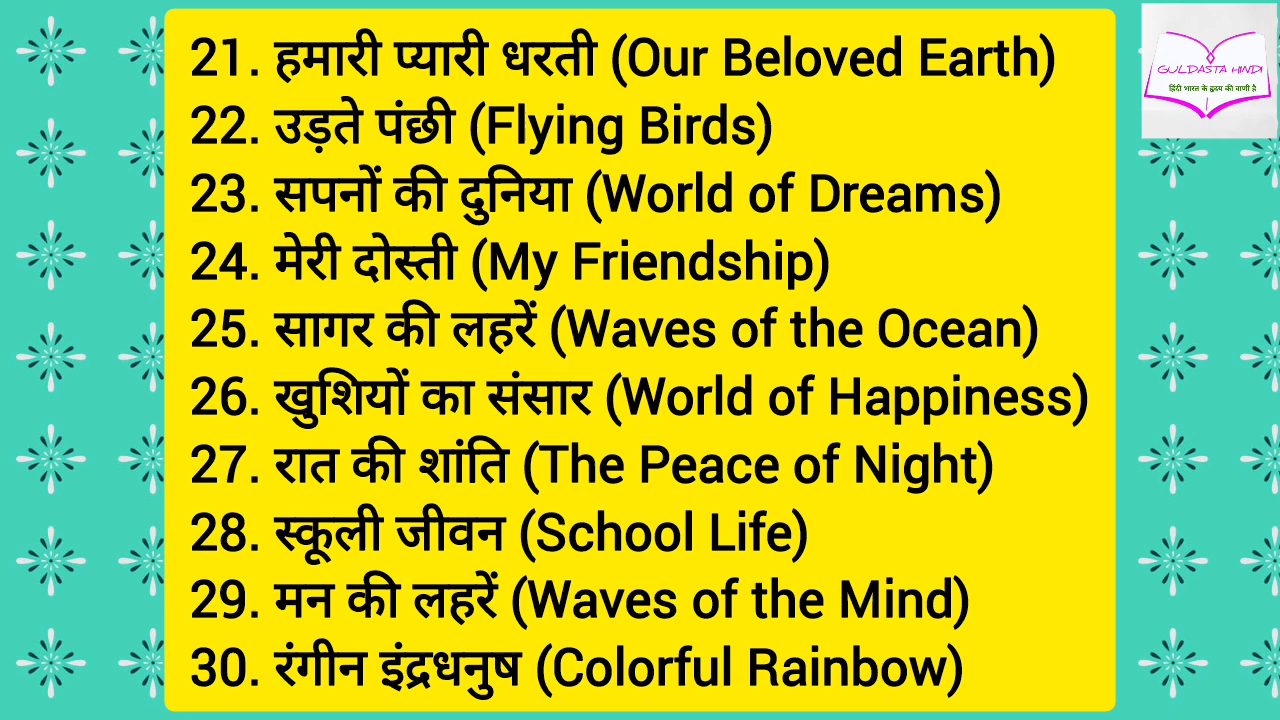 21. हमारी प्यारी धरती (Our Beloved Earth)
22. उड़ते पंछी (Flying Birds)
23. सपनों की दुनिया (World of Dreams)
24. मेरी दोस्ती (My Friendship)
25. सागर की लहरें (Waves of the Ocean)
26. खुशियों का संसार (World of Happiness)
27. रात की शांति (The Peace of Night)
28. स्कूली जीवन (School Life)
29. मन की लहरें (Waves of the Mind)
30. रंगीन इंद्रधनुष (Colorful Rainbow)
GULDASTA HINDI
हिंदी भारत के हृदय की वाणी है